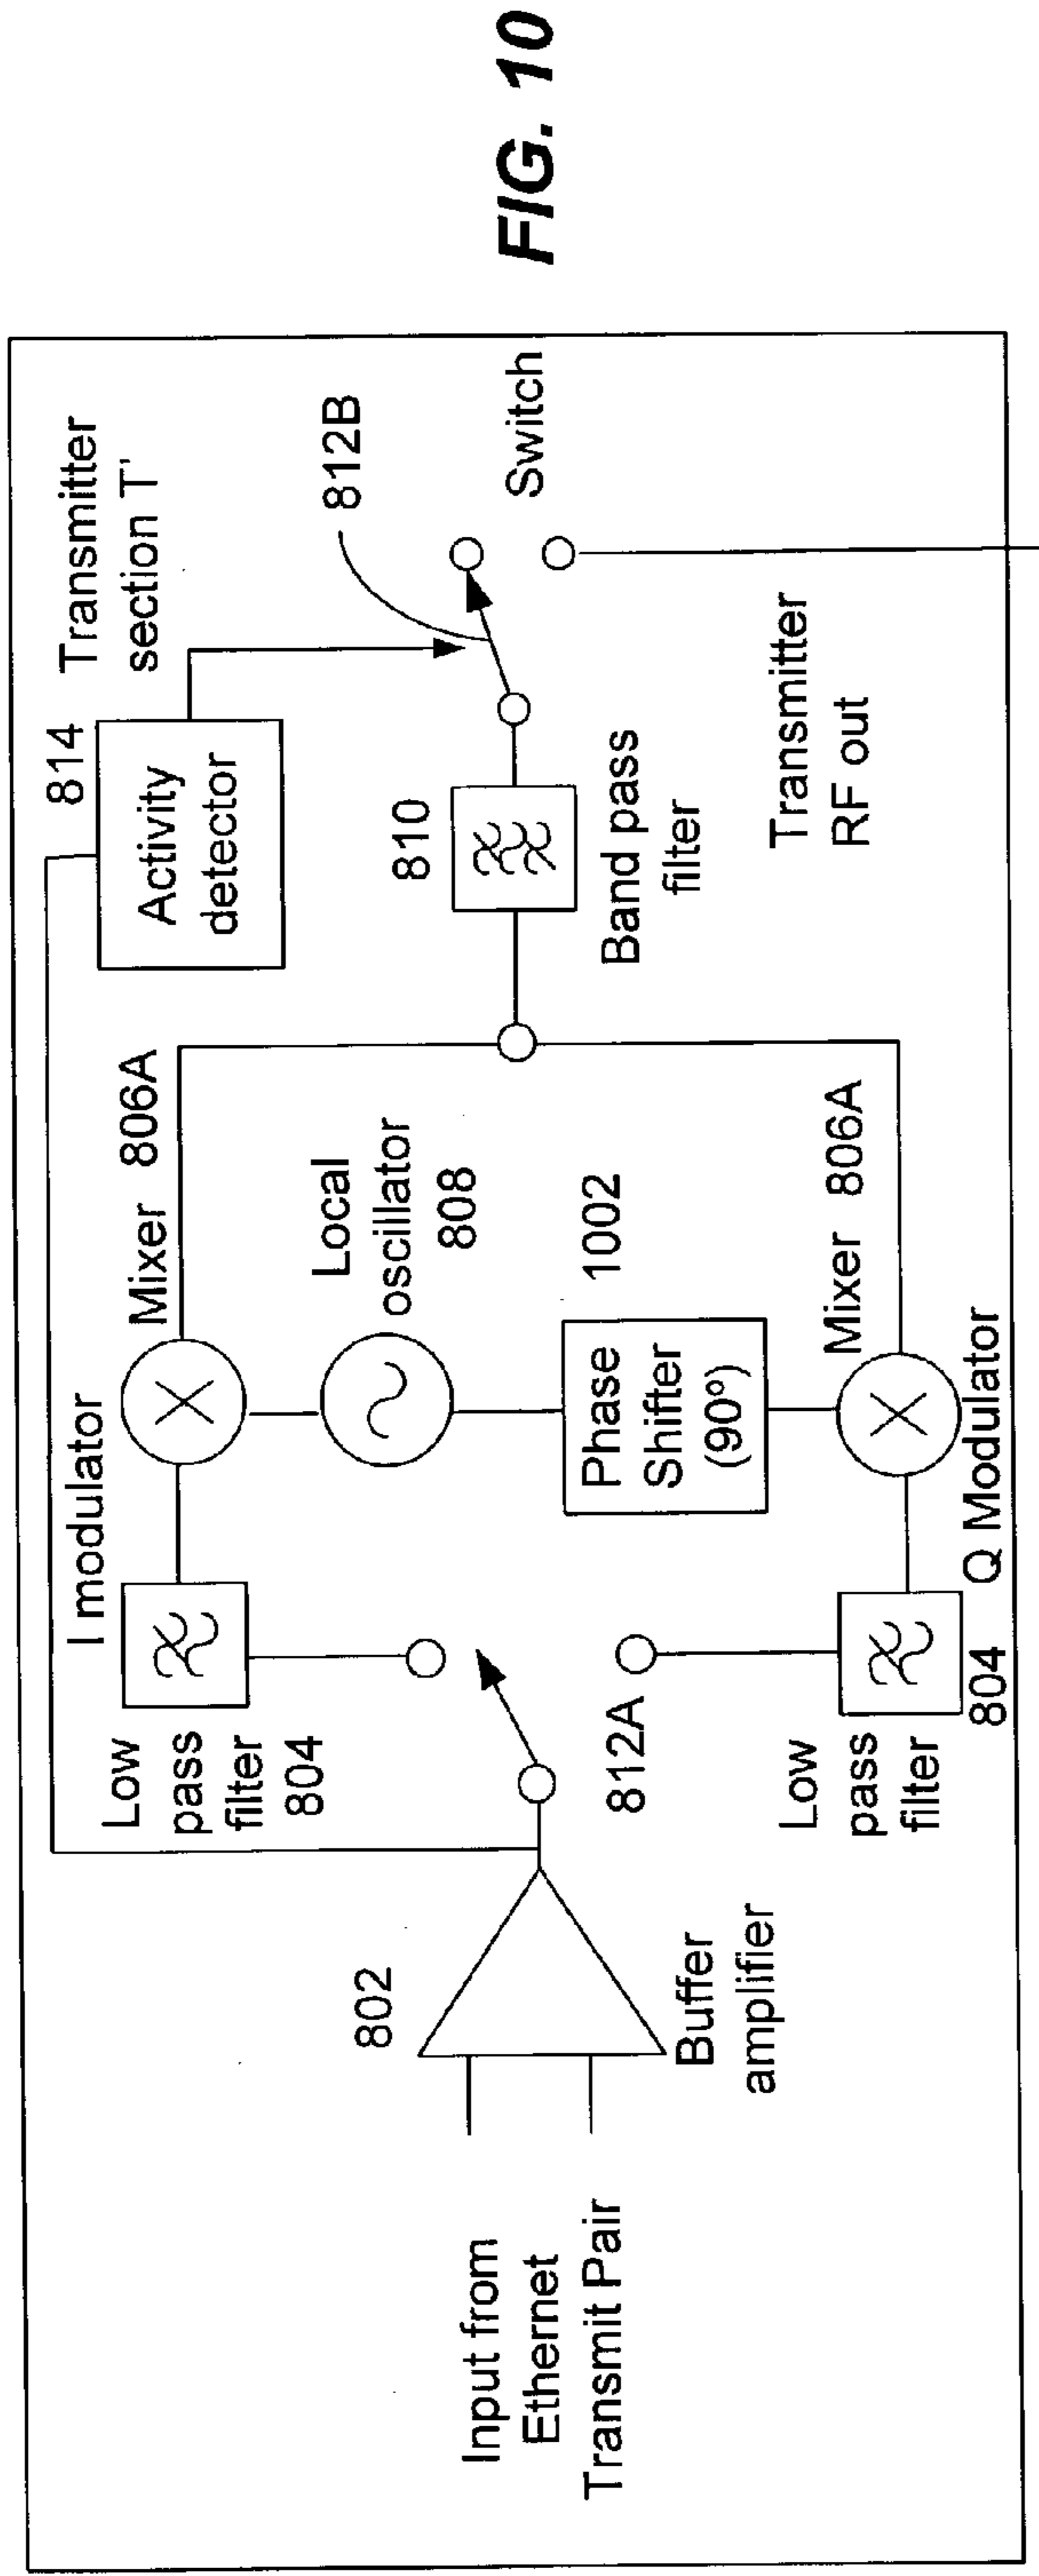 Input from
Ethernet
Transmit Pair
802
Buffer
amplifier
Low
pass
filter
804
I modulator
Mixer 806A
812A
Local
oscillator
808
Phase
Shifter
(90º)
1002
Low
pass
filter
804
Q Modulator
Mixer 806A
Activity
detector
814
Transmitter
section T'
810
Band pass
filter
812B
Switch
Transmitter
RF out
FIG. 10